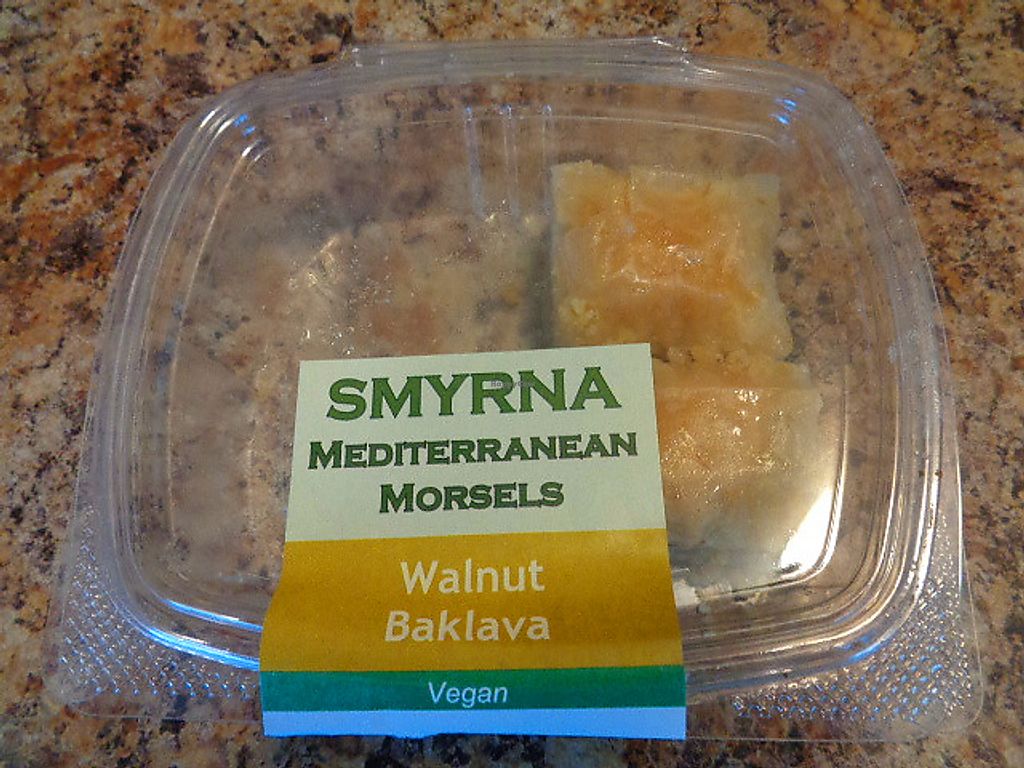 SMYRNA
MEDITERRANEAN
MORSELS
Walnut
Baklava
Vegan